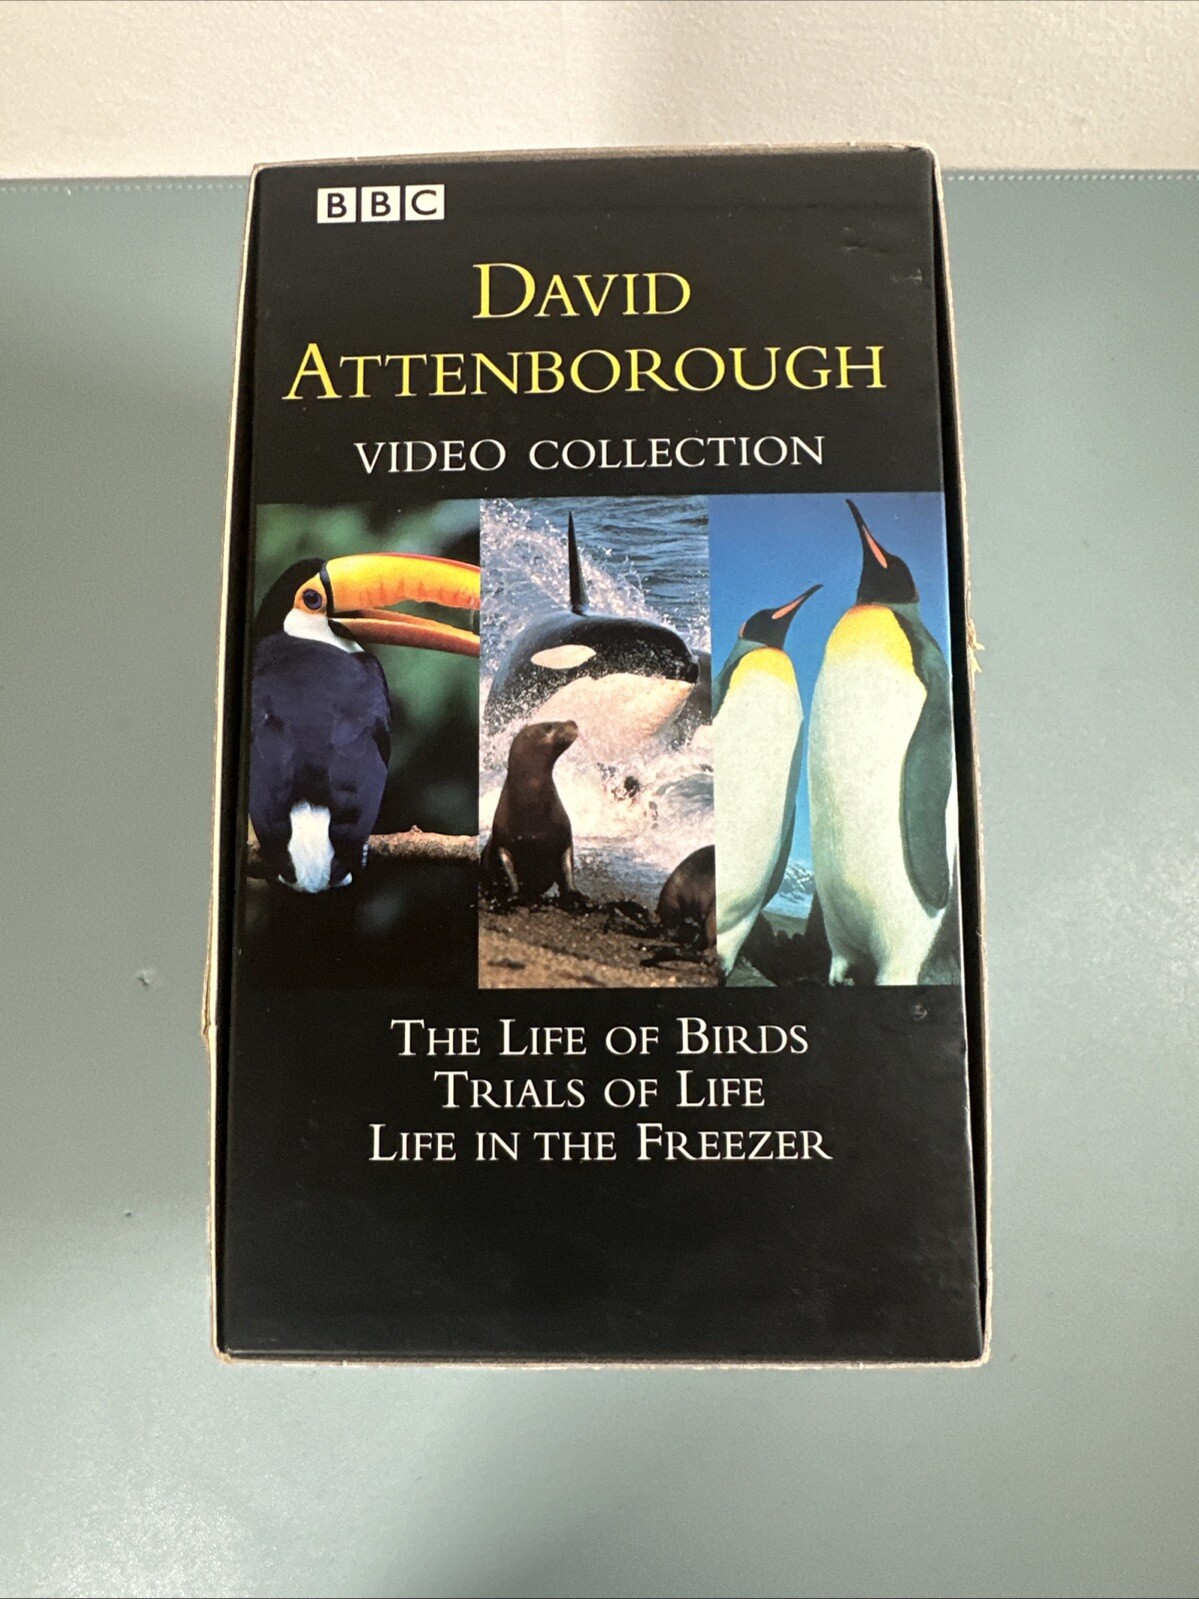 BBC
DAVID
ATTENBOROUGH
VIDEO COLLECTION
THE LIFE OF BIRDS
TRIALS OF LIFE
LIFE IN THE FREEZER